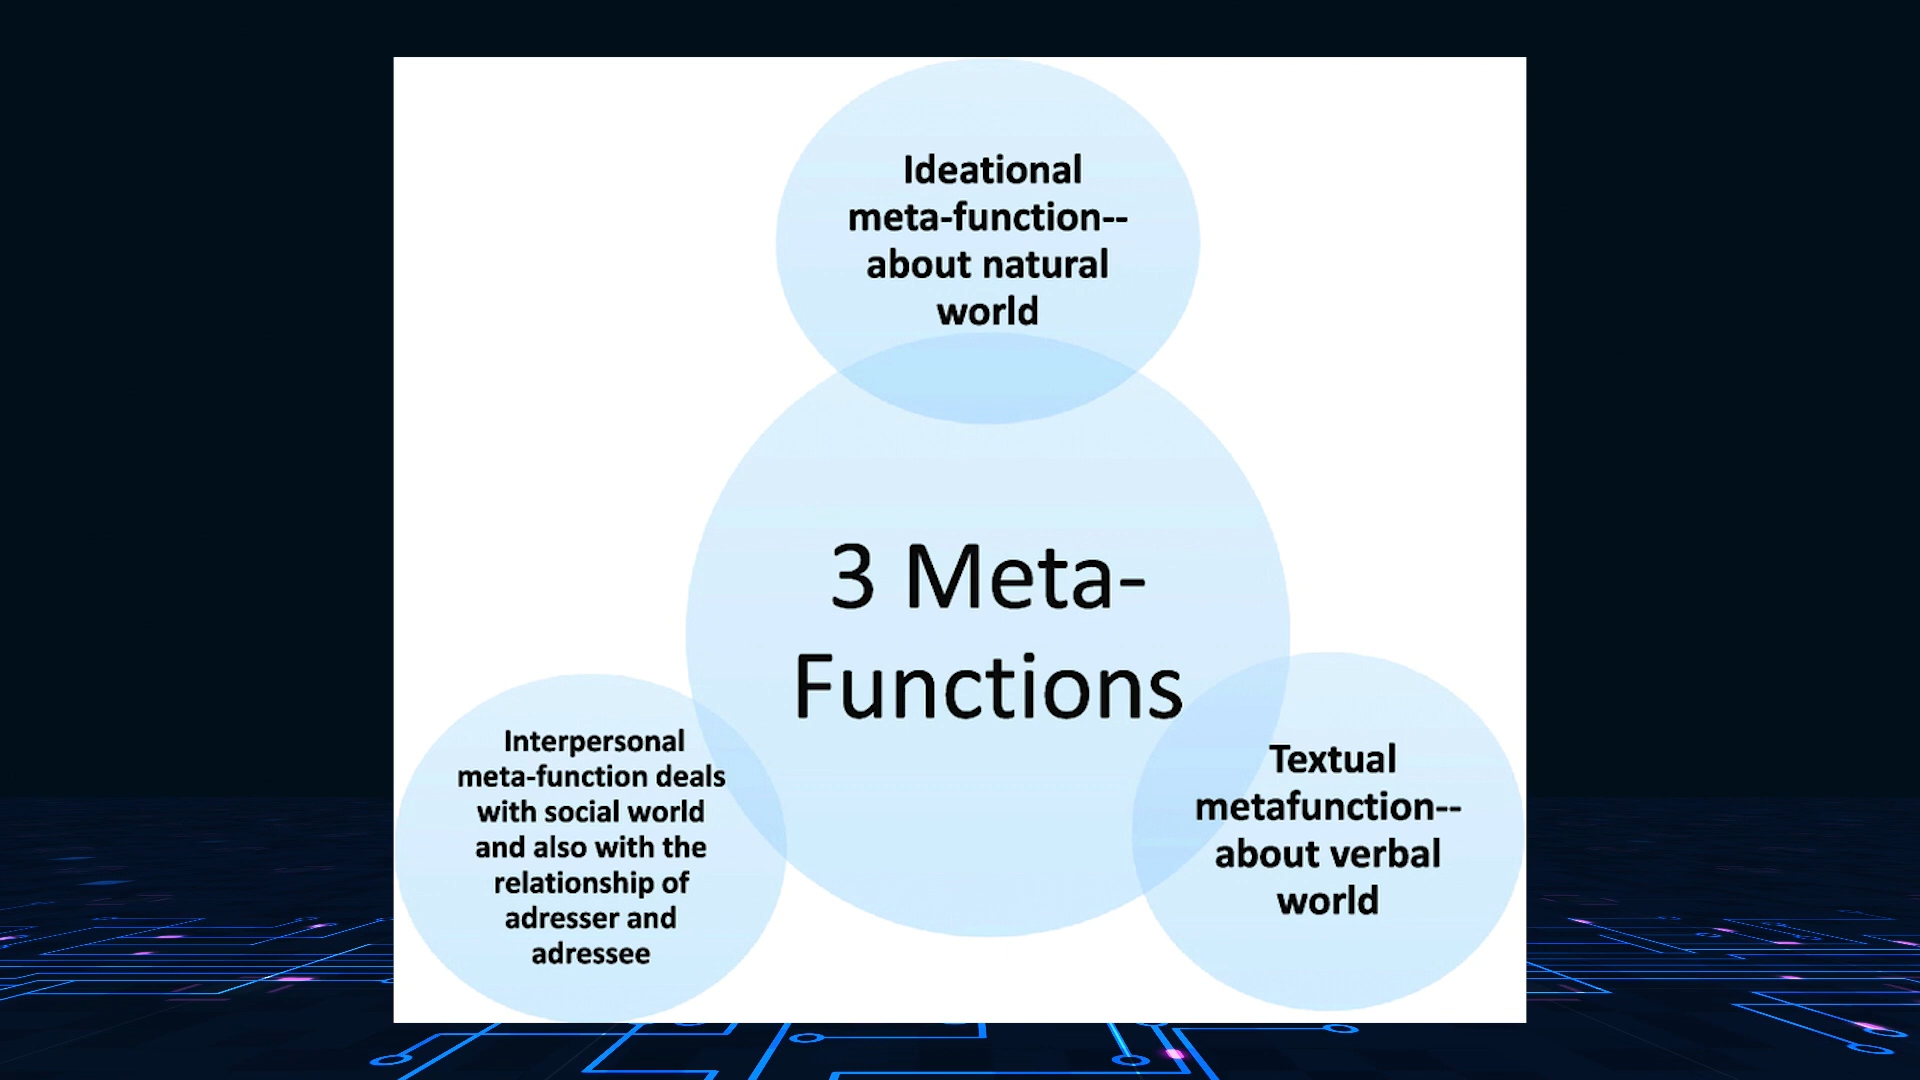 Ideational
meta-function--
about natural
world
3 Meta-
Functions
Interpersonal
meta-function deals
with social world
and also with the
relationship of
adresser and
adressee
Textual
metafunction--
about verbal
world